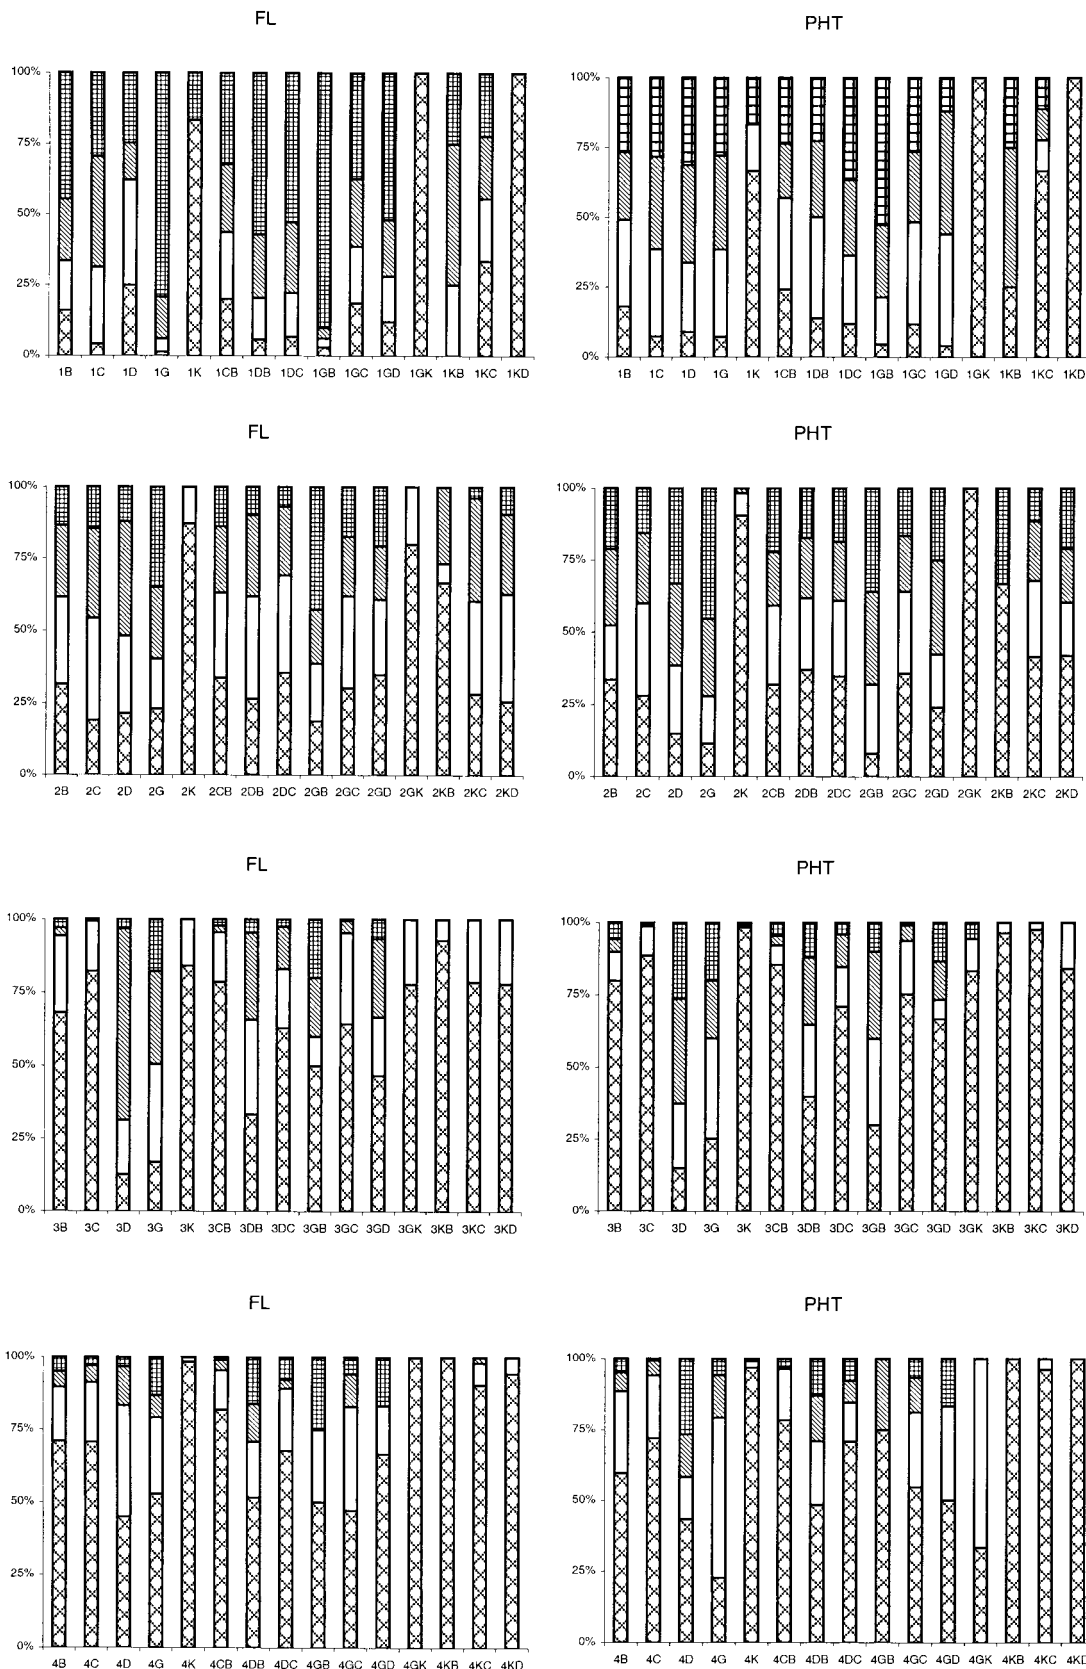 FL
PHT
100%
75%
50%
25%
0%
1B 1C 1D 1G 1K 1CB 1DB 1DC 1GB 1GC 1GD 1GK 1KB 1KC 1KD
100%
75%
50%
25%
0%
1B 1C 1D 1G 1K 1CB 1DB 1DC 1GB 1GC 1GD 1GK 1KB 1KC 1KD
FL
PHT
100%
75%
50%
25%
0%
2B 2C 2D 2G 2K 2CB 2DB 2DC 2GB 2GC 2GD 2GK 2KB 2KC 2KD
100%
75%
50%
25%
0%
2B 2C 2D 2G 2K 2CB 2DB 2DC 2GB 2GC 2GD 2GK 2KB 2KC 2KD
FL
PHT
100%
75%
50%
25%
0%
3B 3C 3D 3G 3K 3CB 3DB 3DC 3GB 3GC 3GD 3GK 3KB 3KC 3KD
100%
75%
50%
25%
0%
3B 3C 3D 3G 3K 3CB 3DB 3DC 3GB 3GC 3GD 3GK 3KB 3KC 3KD
FL
PHT
100%
75%
50%
25%
0%
4B 4C 4D 4G 4K 4CB 4DB 4DC 4GB 4GC 4GD 4GK 4KB 4KC 4KD
100%
75%
50%
25%
0%
4B 4C 4D 4G 4K 4CB 4DB 4DC 4GB 4GC 4GD 4GK 4KB 4KC 4KD